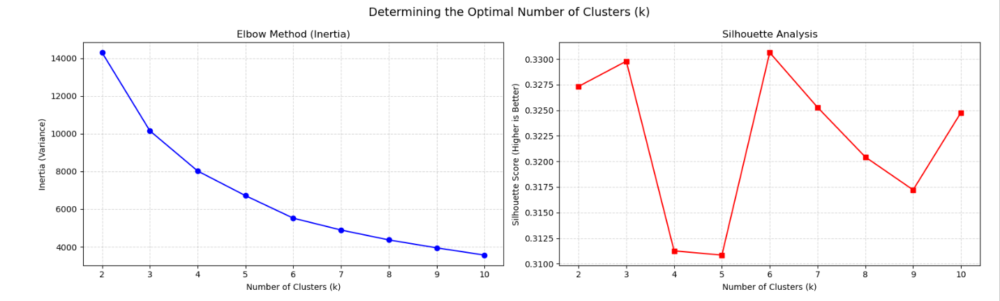 Determining the Optimal Number of Clusters (k)
Elbow Method (Inertia)
Inertia (Variance)
14000
12000
10000
8000
6000
4000
2 3 4 5 6 7 8 9 10
Number of Clusters (k)
Silhouette Analysis
Silhouette Score (Higher is Better)
0.3300
0.3275
0.3250
0.3225
0.3200
0.3175
0.3150
0.3125
0.3100
2 3 4 5 6 7 8 9 10
Number of Clusters (k)